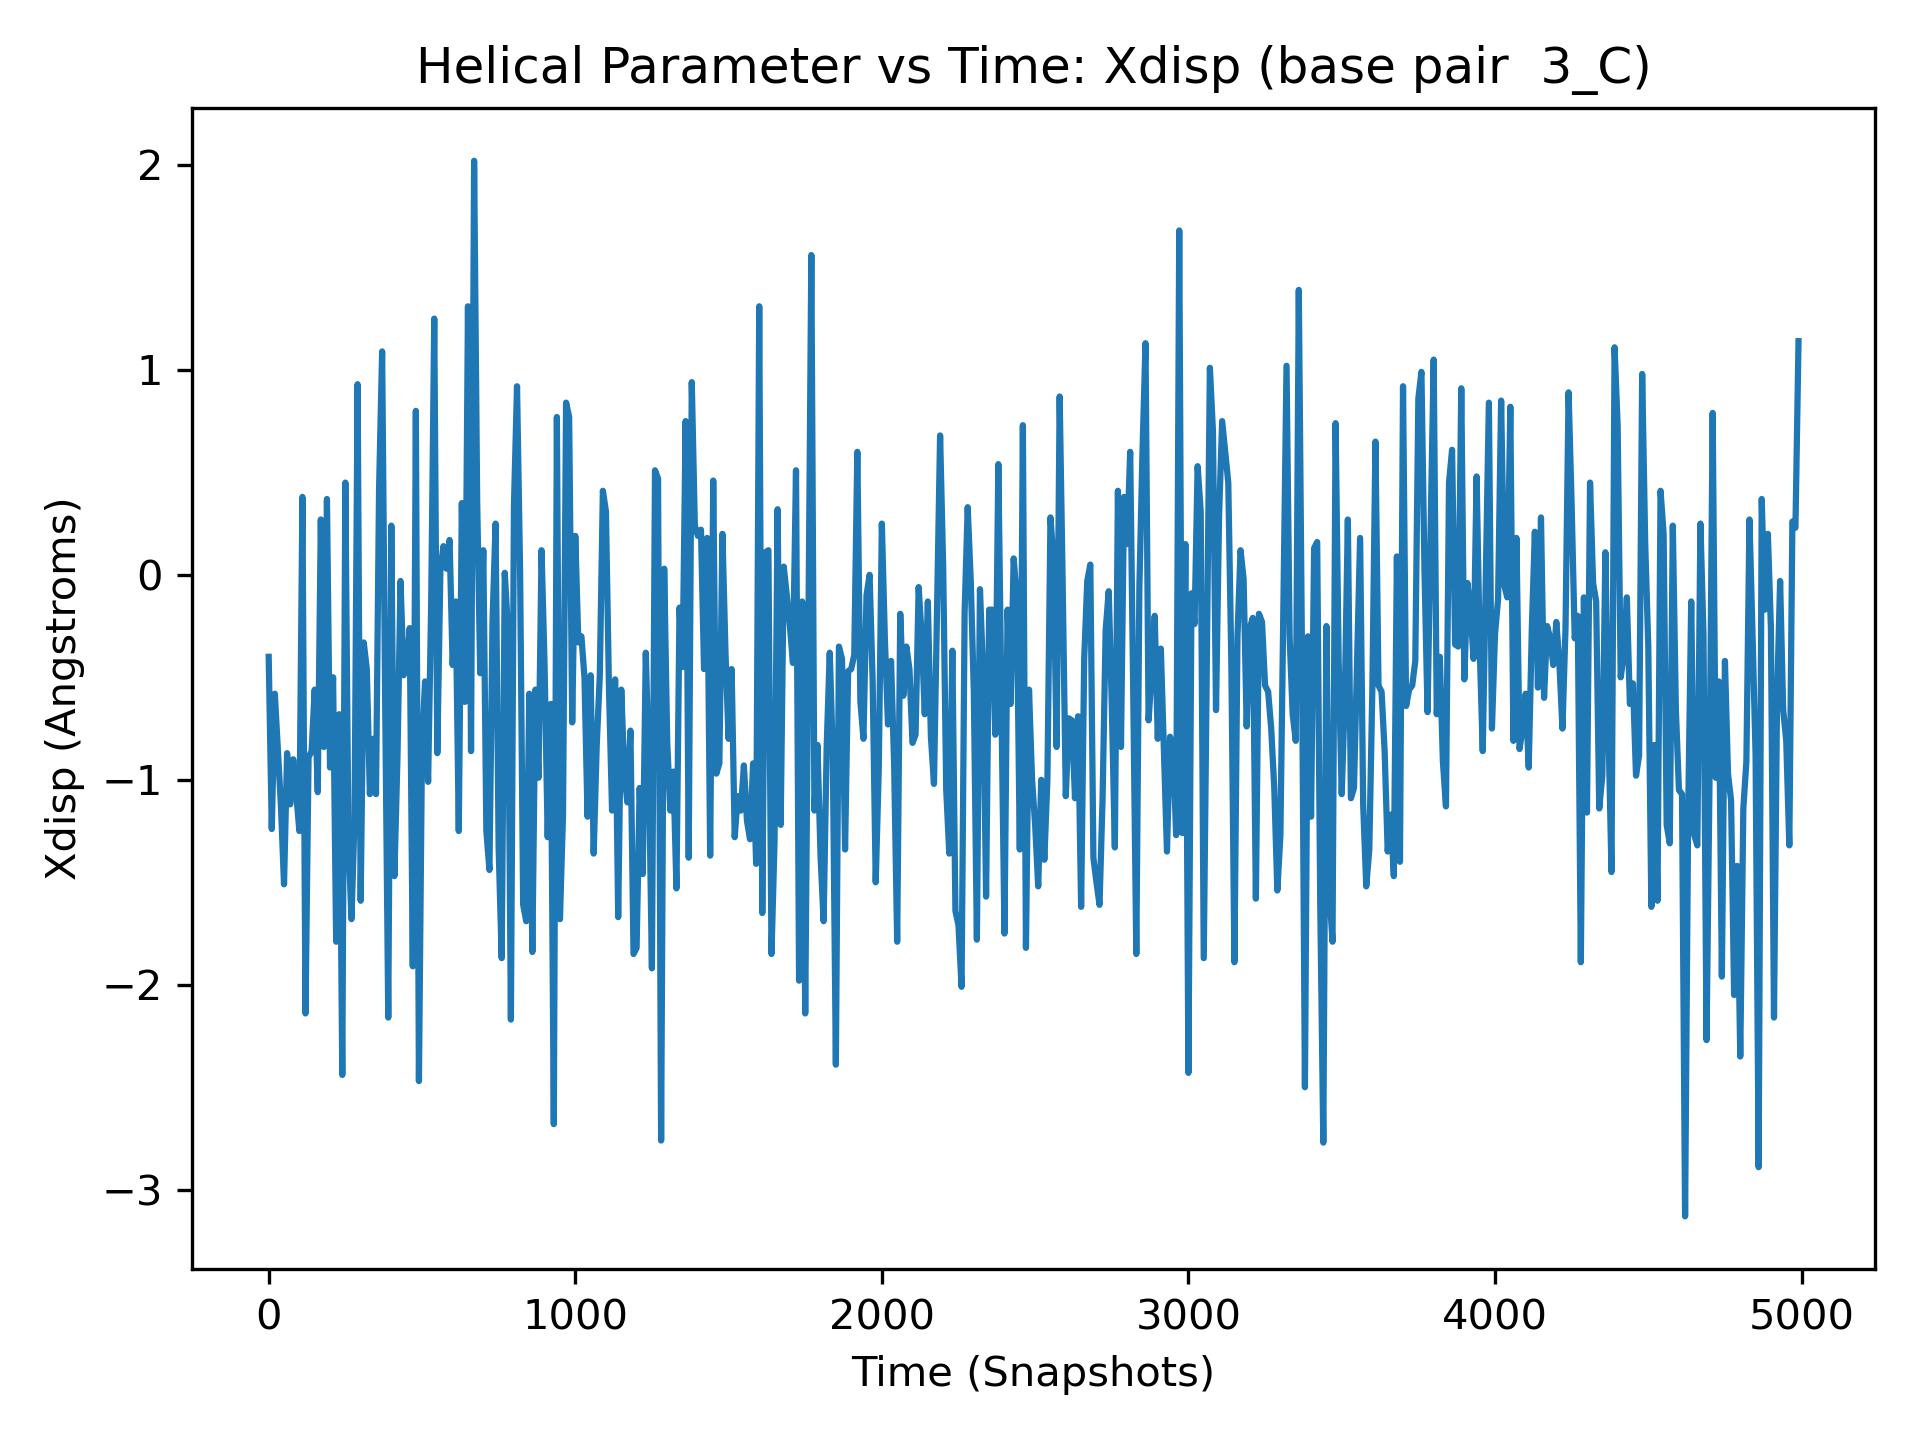 Helical Parameter vs Time: Xdisp (base pair  3_C)
2
1
0
−1
−2
−3
Xdisp (Angstroms)
0 1000 2000 3000 4000 5000
Time (Snapshots)